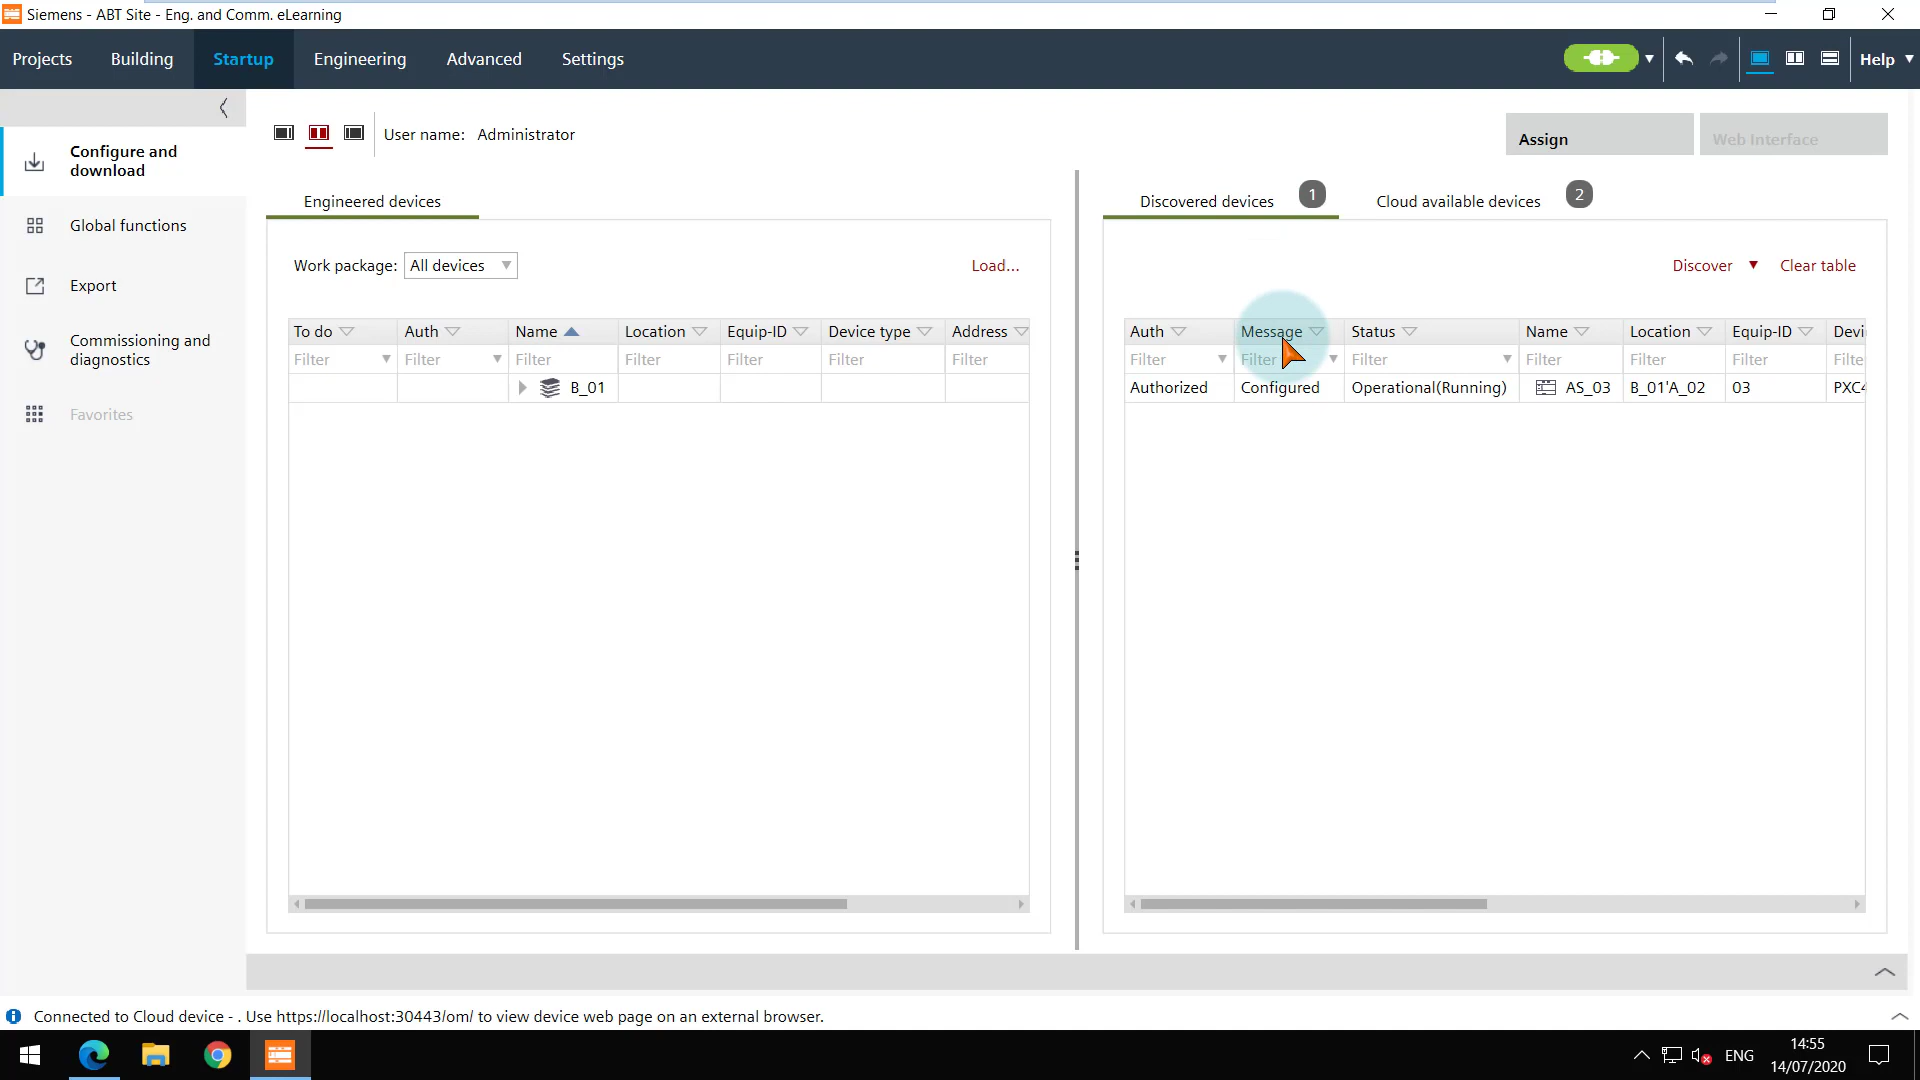 Siemens - ABT Site - Eng. and Comm. eLearning
Projects Building Startup Engineering Advanced Settings Help
Configure and
download
Global functions
Export
Commissioning and
diagnostics
Favorites
User name: Administrator
Assign Web Interface
Engineered devices
Work package: All devices Load...
To do Auth Name Location Equip-ID Device type Address
Filter Filter Filter Filter Filter Filter Filter
B_01
Discovered devices 1 Cloud available devices 2
Discover Clear table
Auth Message Status Name Location Equip-ID Devi
Filter Filter Filter Filter Filter Filter Filte
Authorized Configured Operational(Running) AS_03 B_01'A_02 03 PXC4
Connected to Cloud device - . Use https://localhost:30443/om/ to view device web page on an external browser.
ENG
14:55
14/07/2020